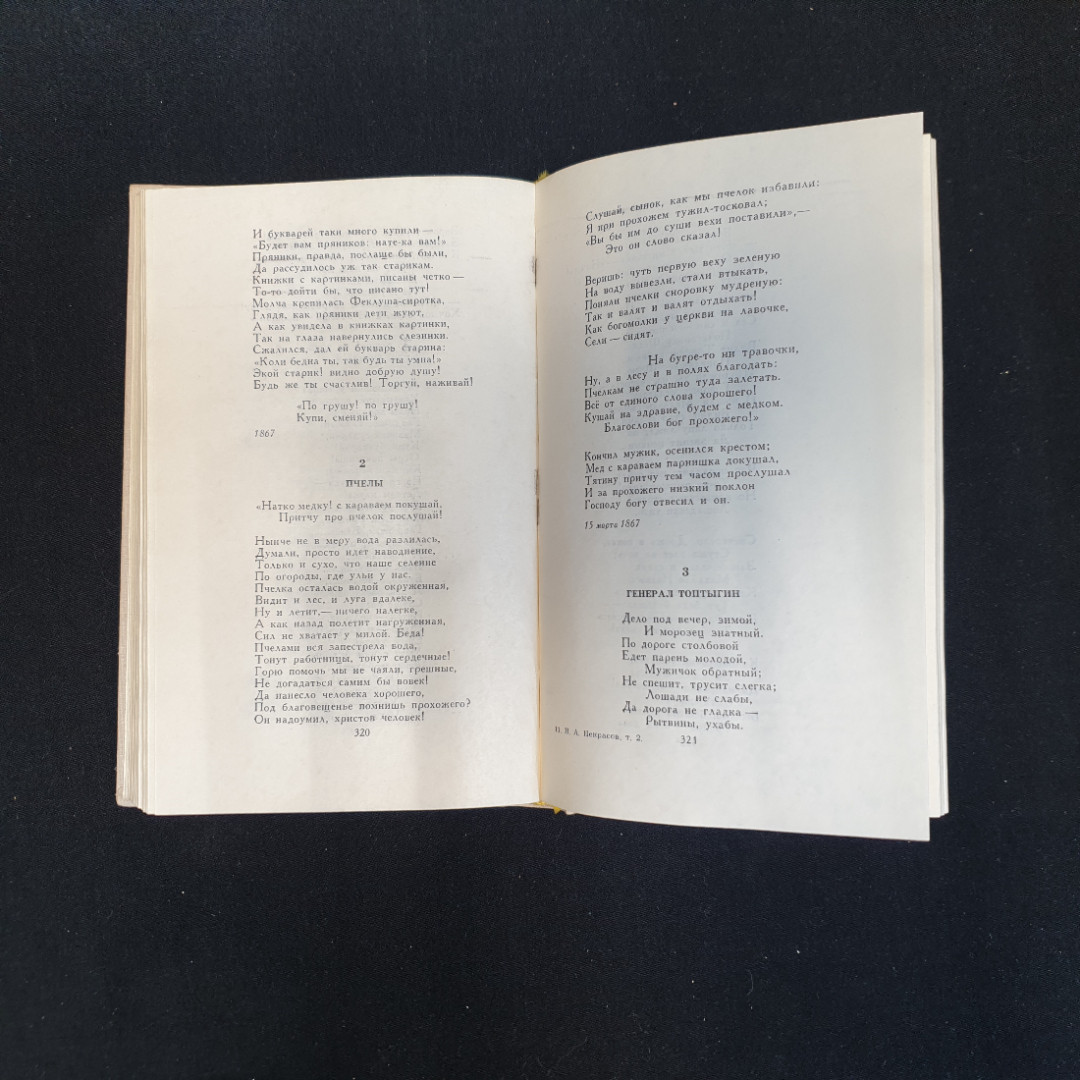 И букварей таки много купили —
«Будет вам пряников: нате-ка вам!»
Пряники, правда, послаще бы были,
Да рассудилось уж так старикам.
Книжки с картинками, писаны четко —
То-то дойти бы, что писано тут!
Молча крепилась Феклуша-сиротка,
Глядя, как пряники дети жуют,
А как увидела в книжках картинки,
Так на глаза навернулись слезинки.
Сжалился, дал ей букварь старина:
«Коли бедна ты, так будь ты умна!»
Экой старик! видно добрую душу!
Будь же ты счастлив! Торгуй, наживай!
«По грушу! по грушу!
Купи, сменяй!»
1867
2
ПЧЕЛЫ
«Натко медку! с караваем покушай,
Притчу про пчелок послушай!
Нынче не в меру вода разлилась,
Думали, просто идет наводненье,
Только и сухо, что наше селенье
По огороды, где ульи у нас.
Пчелка осталась водой окруженная,
Видит и лес, и луга вдалеке,
Ну и летит,— ничего налегке,
А как назад полетит нагруженная,
Сил не хватает у милой. Беда!
Пчелами вся запестрела вода,
Тонут работницы, тонут сердечные!
Горю помочь мы не чаяли, грешные,
Не догадаться самим бы вовек!
Да нанесло человека хорошего,
Под благовещенье помнишь прохожего?
Он надоумил, христов человек!
320
Слушай, сынок, как мы пчелок избавили:
Я при прохожем тужил-тосковал;
«Вы бы им до суши вехи поставили»,—
Это он слово сказал!
Веришь: чуть первую веху зеленую
На воду вывезли, стали втыкать,
Поняли пчелки сноровку мудреную:
Так и валят и валят отдыхать!
Как богомолки у церкви на лавочке,
Сели — сидят.
На бугре-то ни травочки,
Ну, а в лесу и в полях благодать:
Пчелкам не страшно туда залетать.
Всё от единого слова хорошего!
Кушай на здравие, будем с медком.
Благослови бог прохожего!»
Кончил мужик, осенился крестом;
Мед с караваем парнишка докушал,
Тятину притчу тем часом прослушал
И за прохожего низкий поклон
Господу богу отвесил и он.
15 марта 1867
3
ГЕНЕРАЛ ТОПТЫГИН
Дело под вечер, зимой,
И морозец знатный.
По дороге столбовой
Едет парень молодой,
Мужичок обратный;
Не спешит, трусит слегка;
Лошади не слабы,
Да дорога не гладка —
Рытвины, ухабы.
Н. А. Некрасов, т. 2. 321